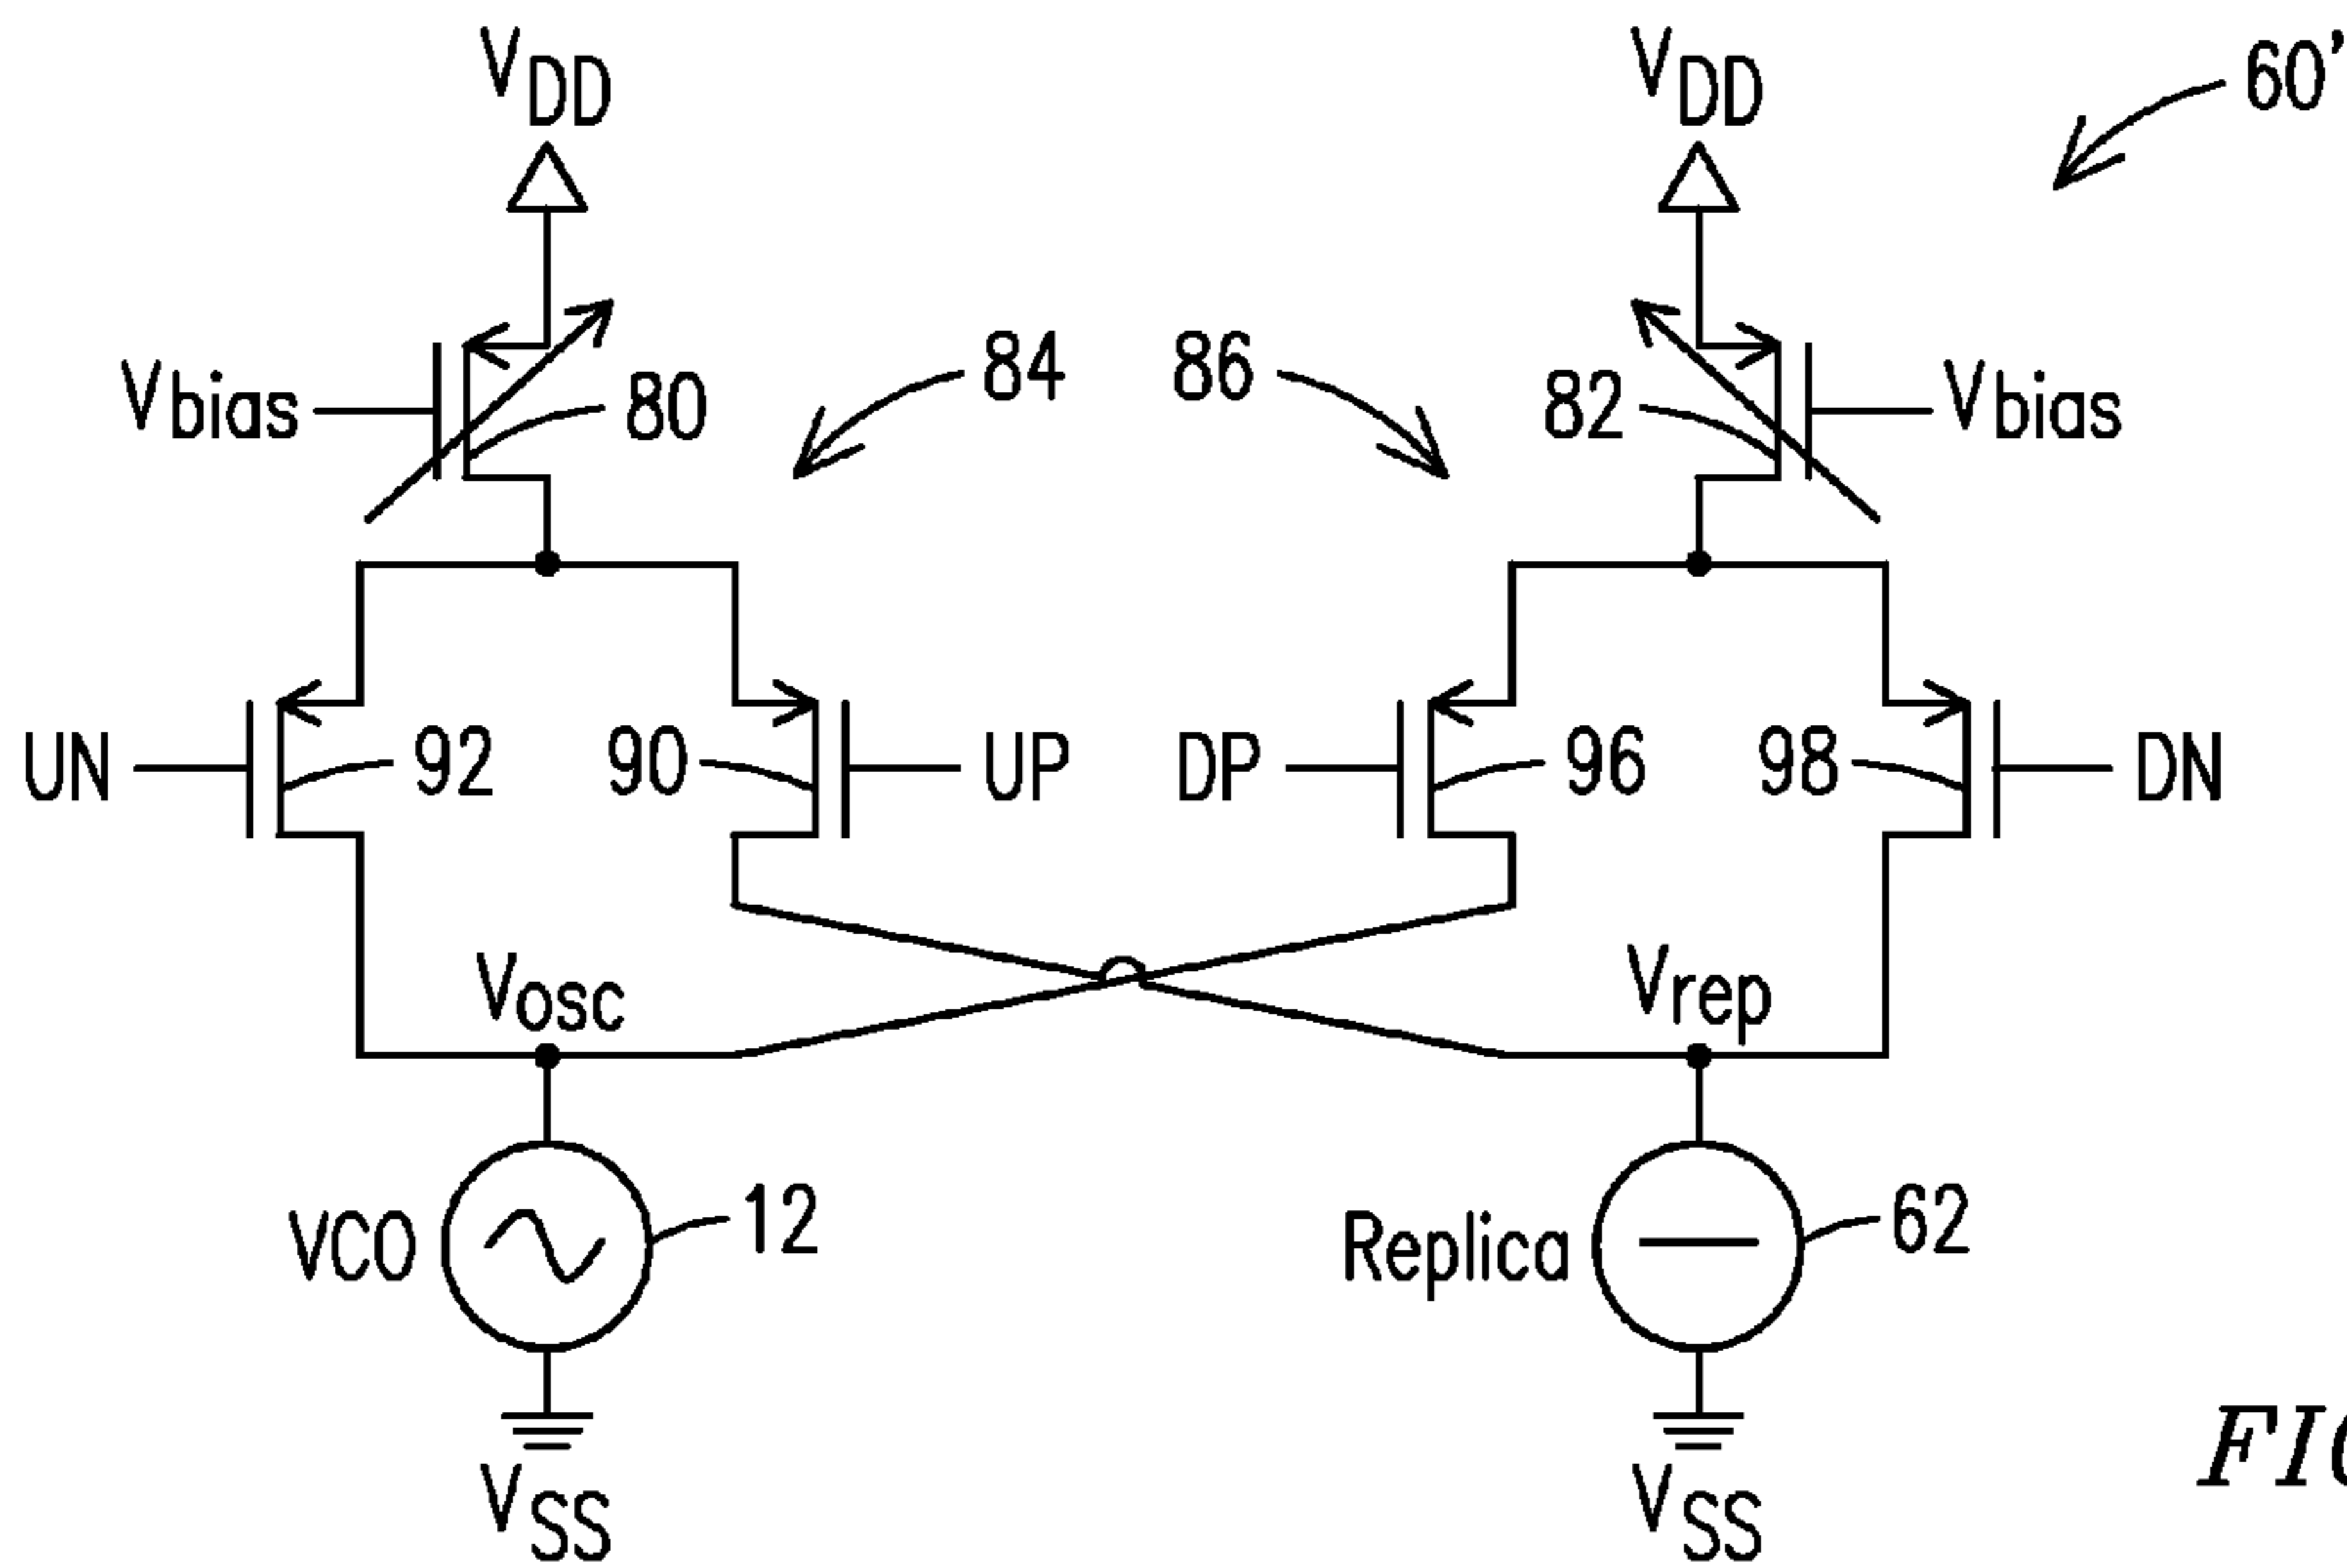 VDD VDD 60'
84 86
Vbias 80 82 Vbias
UN 92 90 UP DP 96 98 DN
Vosc Vrep
VCO 12 Replica 62
VSS VSS